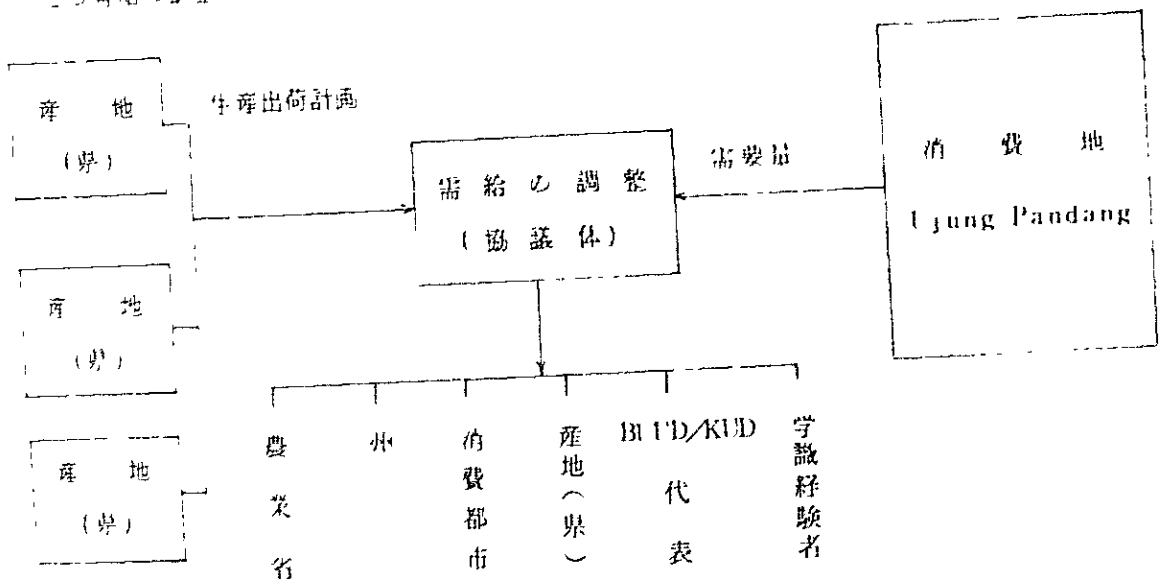 産地
(県)
生産出荷計画
需給の調整
(協議体)
需要量
消費地
Ujung Pandang
産地
(県)
産地
(県)
農業省
州
消費都市
産地(県)
BUUD/KUD
代表
学識経験者